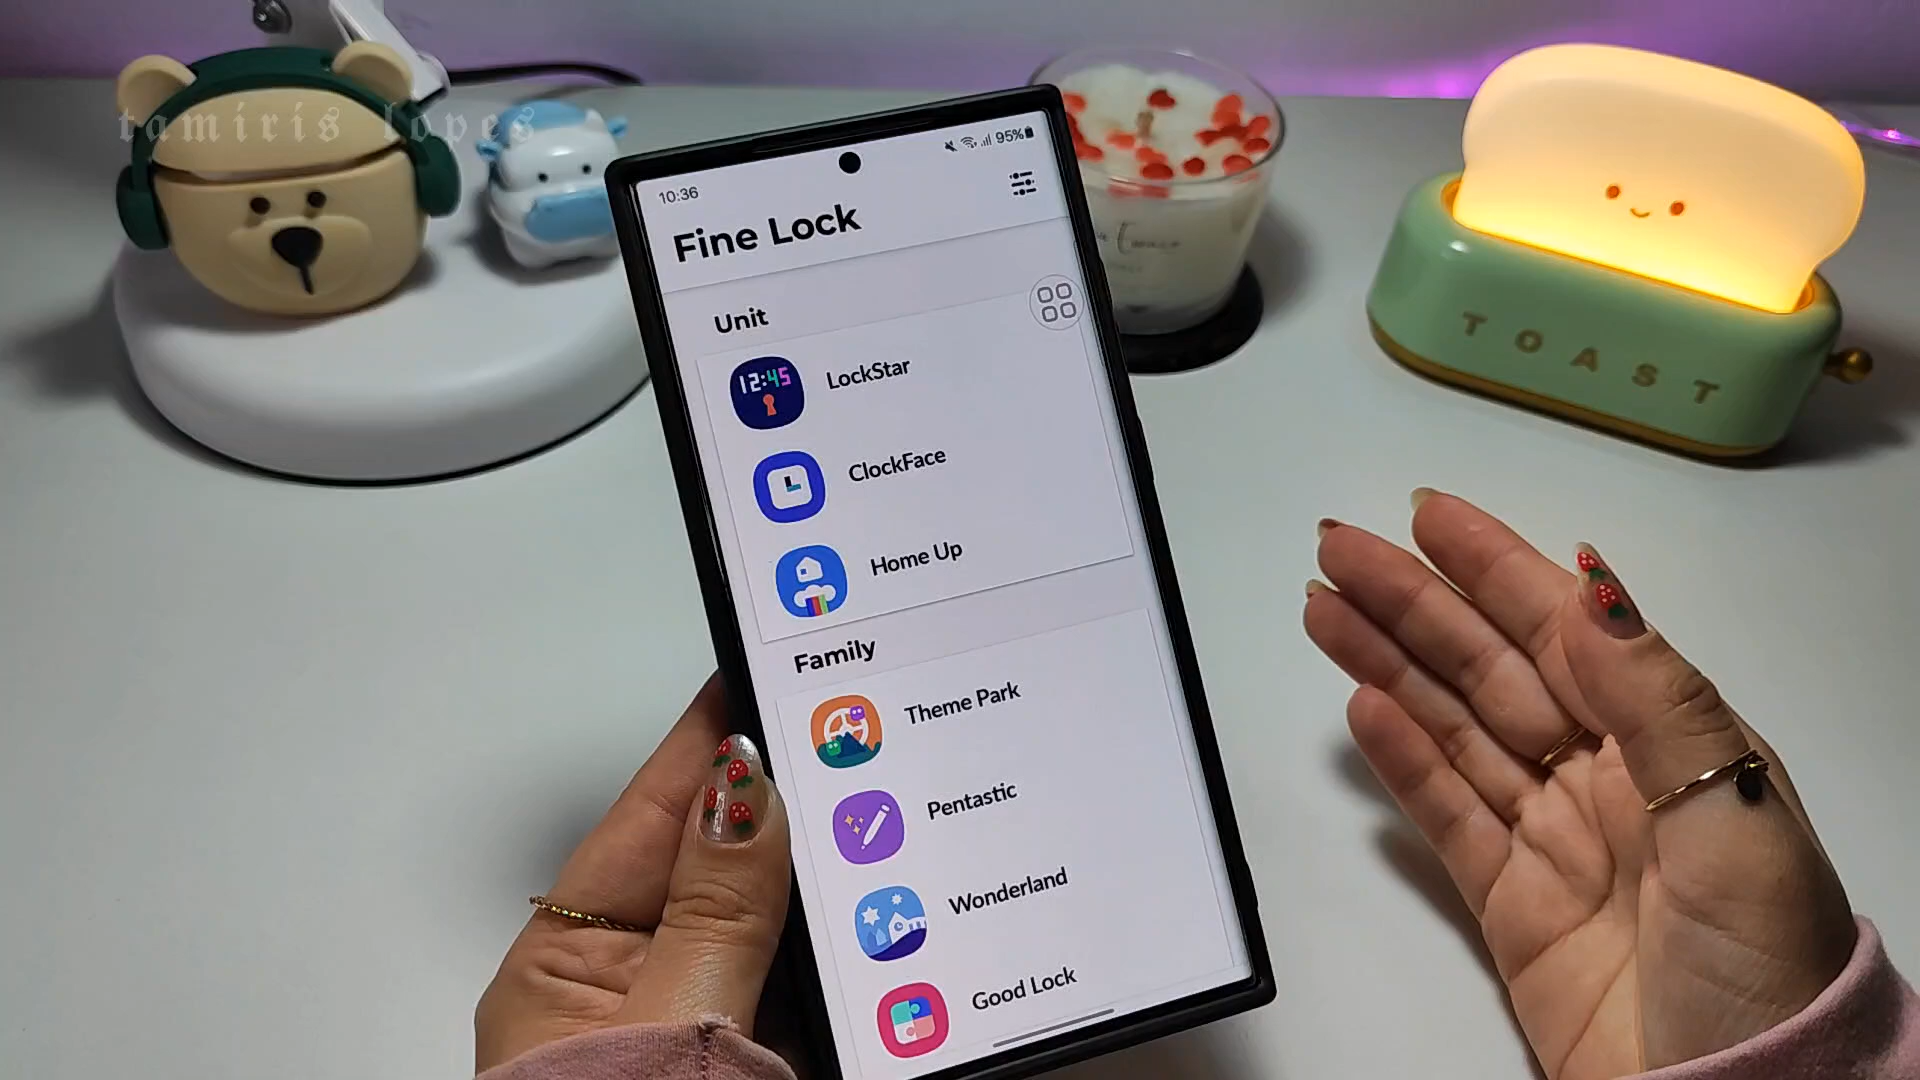 tamiris lopes
10:36
95%
Fine Lock
Unit
12:45
LockStar
ClockFace
Home Up
Family
Theme Park
Pentastic
Wonderland
Good Lock
TOAST